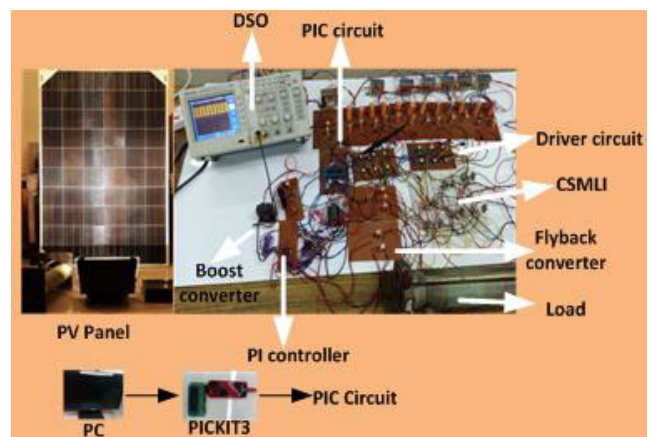 DSO
PIC circuit
Driver circuit
CSMLI
Flyback converter
Load
Boost converter
PV Panel
PI controller
PC
PICKIT3
PIC Circuit